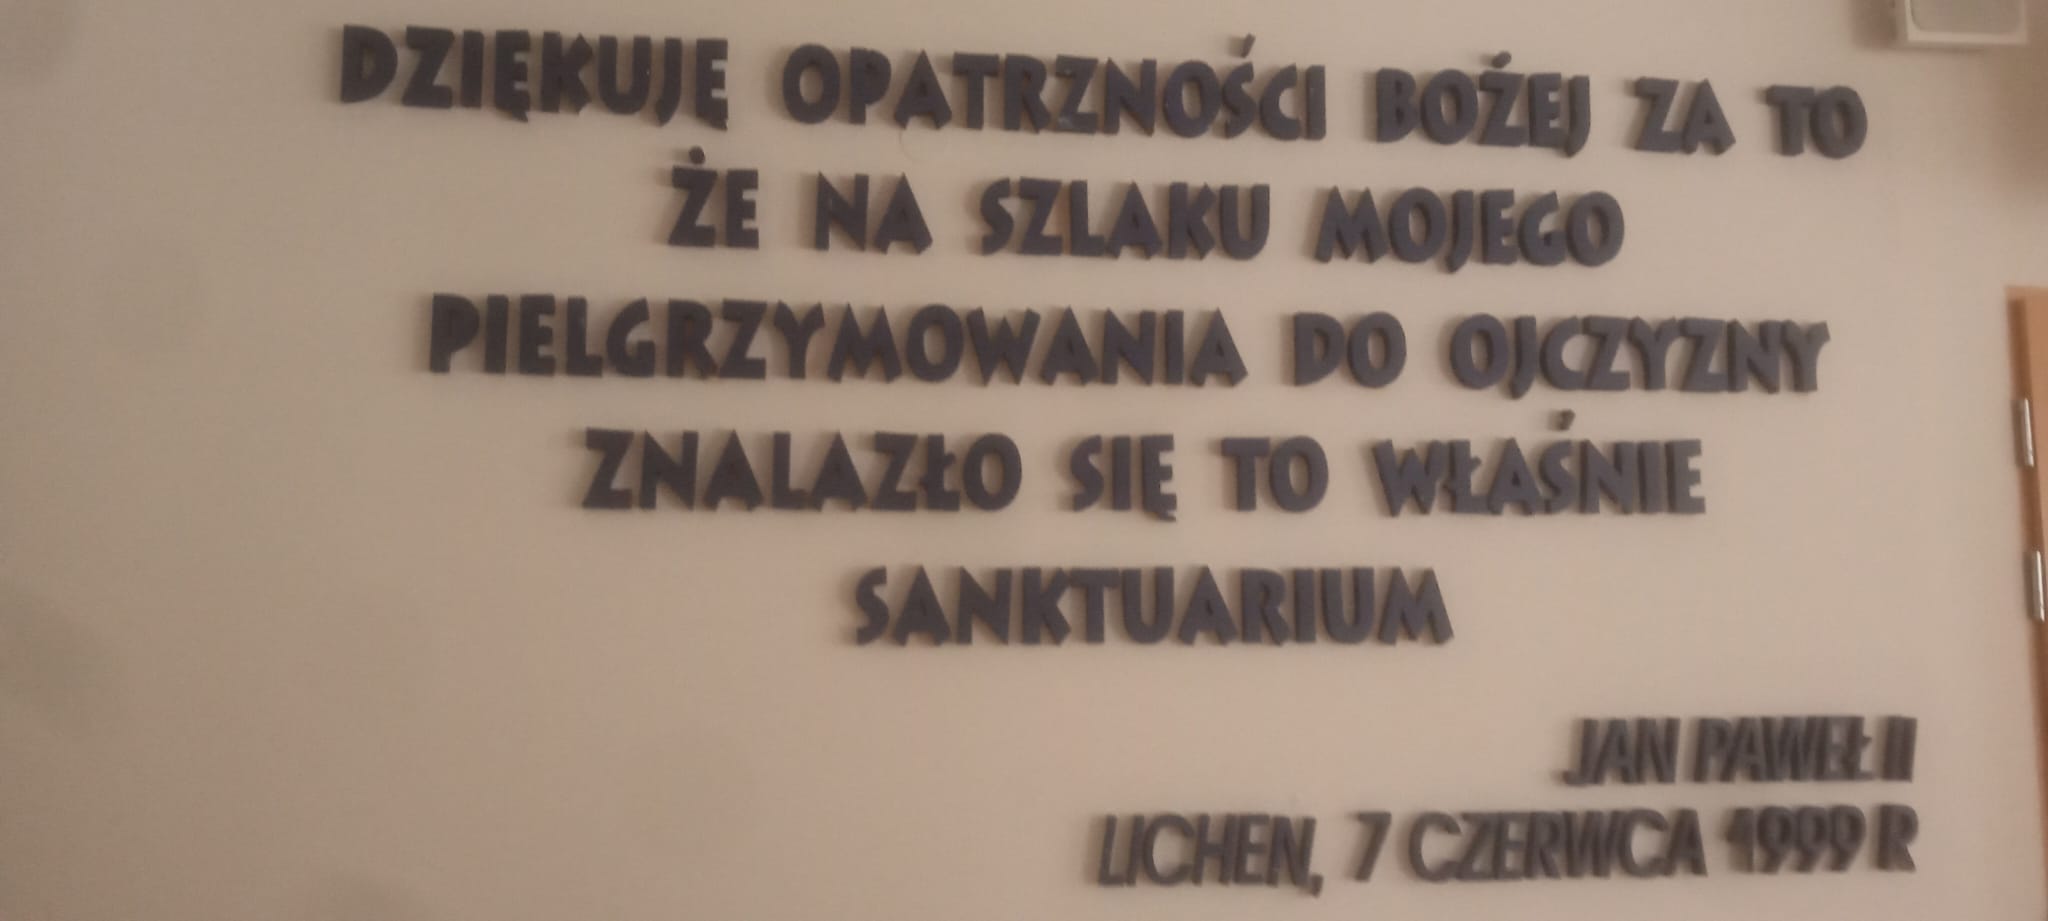 DZIĘKUJĘ OPATRZNOŚCI BOŻEJ ZA TO
ŻE NA SZLAKU MOJEGO
PIELGRZYMOWANIA DO OJCZYZNY
ZNALAZŁO SIĘ TO WŁAŚNIE
SANKTUARIUM
JAN PAWEŁ II
LICHEN, 7 CZERWCA 1999 R